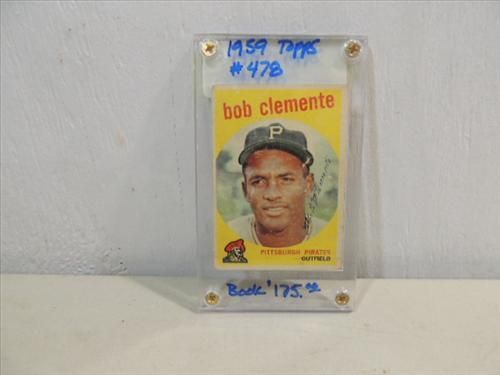 1959 Topps
#478
bob clemente
P
PITTSBURGH PIRATES
OUTFIELD
Book '175.00